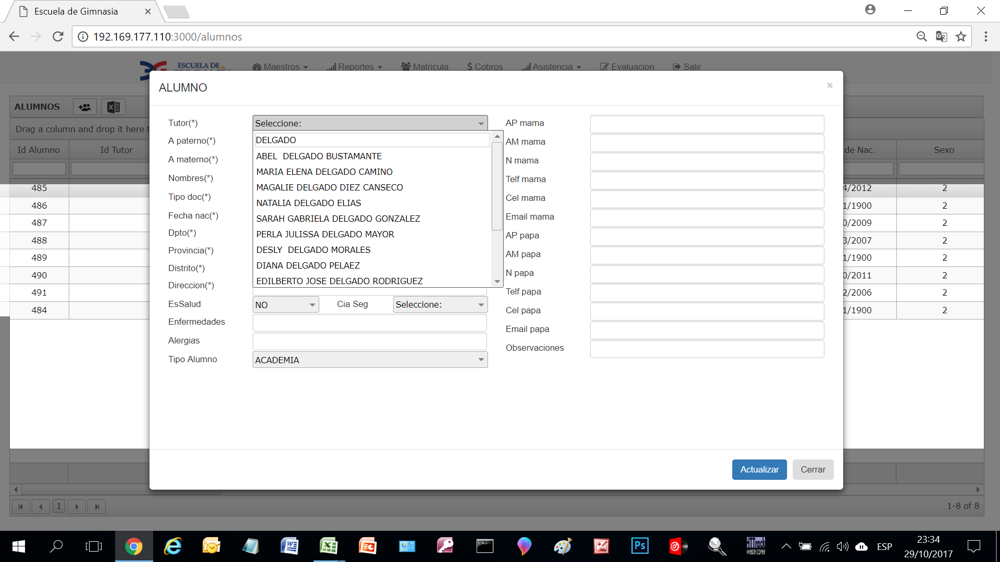 Escuela de Gimnasia
192.169.177.110:3000/alumnos
ESCUELA DE
Maestros
Reportes
Matricula
$ Cobros
Asistencia
Evaluacion
Salir
ALUMNO
×
ALUMNOS
Drag a column and drop it here
Id Alumno
Id Tutor
de Nac.
Sexo
485
4/2012
2
486
1/1900
2
487
0/2009
2
488
3/2007
2
489
1/1900
2
490
0/2011
2
491
2/2006
2
484
1/1900
2
Tutor(*)
Seleccione:
DELGADO
ABEL  DELGADO BUSTAMANTE
MARIA ELENA DELGADO CAMINO
MAGALIE DELGADO DIEZ CANSECO
NATALIA DELGADO ELIAS
SARAH GABRIELA DELGADO GONZALEZ
PERLA JULISSA DELGADO MAYOR
DESLY  DELGADO MORALES
DIANA DELGADO PELAEZ
EDILBERTO JOSE DELGADO RODRIGUEZ
A paterno(*)
A materno(*)
Nombres(*)
Tipo doc(*)
Fecha nac(*)
Dpto(*)
Provincia(*)
Distrito(*)
Direccion(*)
EsSalud
NO
Cia Seg
Seleccione:
Enfermedades
Alergias
Tipo Alumno
ACADEMIA
AP mama
AM mama
N mama
Telf mama
Cel mama
Email mama
AP papa
AM papa
N papa
Telf papa
Cel papa
Email papa
Observaciones
Actualizar
Cerrar
1
1-8 of 8
Ps
HTTrack
WEBSITE COPIER
ESP
23:34
29/10/2017